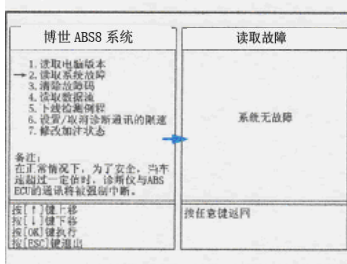 博世 ABS8 系统
1. 读取电脑版本
→2. 读取系统故障
3. 清除故障码
4. 读取数据流
5. 下线检测例程
6. 设置/取消诊断通讯的限速
7. 修改加注状态
备注:
在正常情况下，为了安全，当车
速超过一定值时，诊断仪与ABS
ECU的通讯将被强制中断。
按[↑]键上移
按[↓]键下移
按[OK]键执行
按[ESC]键退出
读取故障
系统无故障
按任意键返回